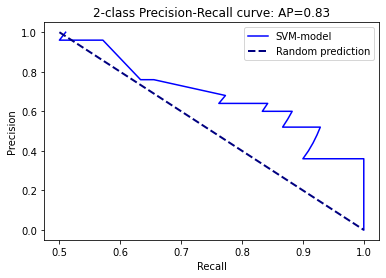 2-class Precision-Recall curve: AP=0.83
SVM-model
Random prediction
Precision
1.0
0.8
0.6
0.4
0.2
0.0
0.5 0.6 0.7 0.8 0.9 1.0
Recall